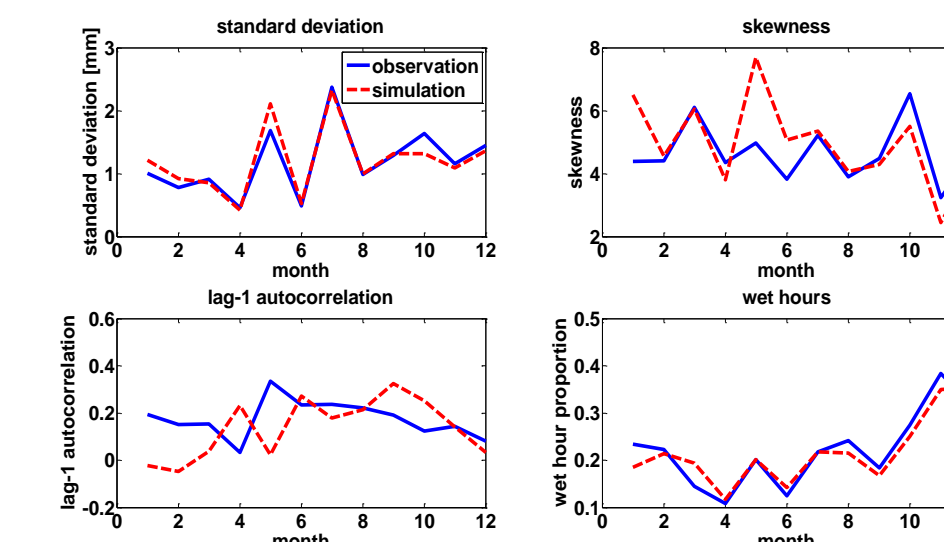 standard deviation
standard deviation [mm]
3
2
1
0
observation
simulation
0 2 4 6 8 10 12
month
skewness
skewness
8
6
4
2
0 2 4 6 8 10
month
lag-1 autocorrelation
lag-1 autocorrelation
0.6
0.4
0.2
0
-0.2
0 2 4 6 8 10 12
month
wet hours
wet hour proportion
0.5
0.4
0.3
0.2
0.1
0 2 4 6 8 10
month